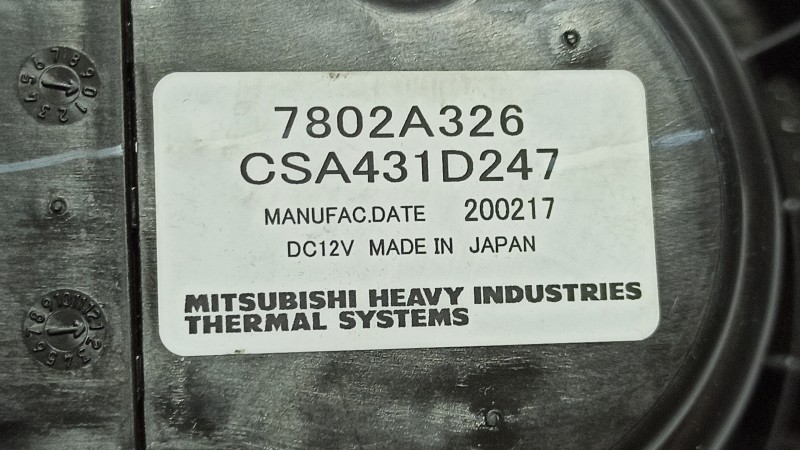 7802A326
CSA431D247
MANUFAC.DATE 200217
DC12V MADE IN JAPAN
MITSUBISHI HEAVY INDUSTRIES
THERMAL SYSTEMS